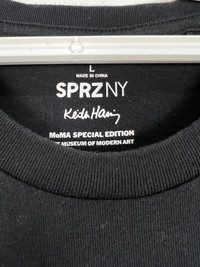 L
MADE IN CHINA
SPRZ NY
Keith Haring
MoMA SPECIAL EDITION
MUSEUM OF MODERN ART